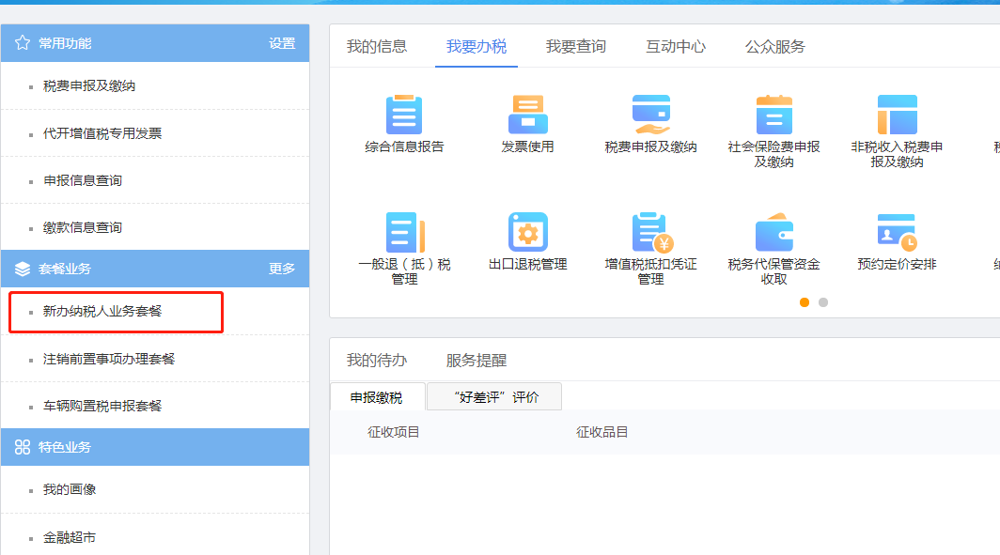 常用功能 设置
税费申报及缴纳
代开增值税专用发票
申报信息查询
缴款信息查询
套餐业务 更多
新办纳税人业务套餐
注销前置事项办理套餐
车辆购置税申报套餐
特色业务
我的画像
金融超市
我的信息 我要办税 我要查询 互动中心 公众服务
综合信息报告 发票使用 税费申报及缴纳 社会保险费申报 非税收入税费申
及缴纳 报及缴纳
一般退（抵）税 出口退税管理 增值税抵扣凭证 税务代保管资金 预约定价安排
管理 管理 收取
我的待办 服务提醒
申报缴税 “好差评”评价
征收项目 征收品目